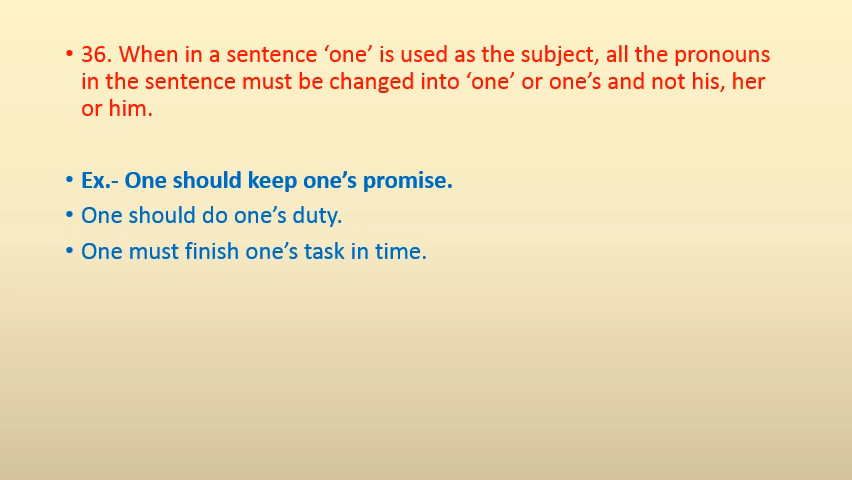 • 36. When in a sentence ‘one’ is used as the subject, all the pronouns
in the sentence must be changed into ‘one’ or one’s and not his, her
or him.
• Ex.- One should keep one’s promise.
• One should do one’s duty.
• One must finish one’s task in time.